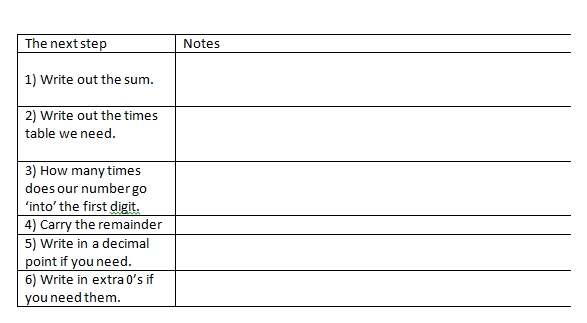 The next step
Notes
1) Write out the sum.
2) Write out the times
table we need.
3) How many times
does our number go
‘into’ the first digit.
4) Carry the remainder
5) Write in a decimal
point if you need.
6) Write in extra 0’s if
you need them.